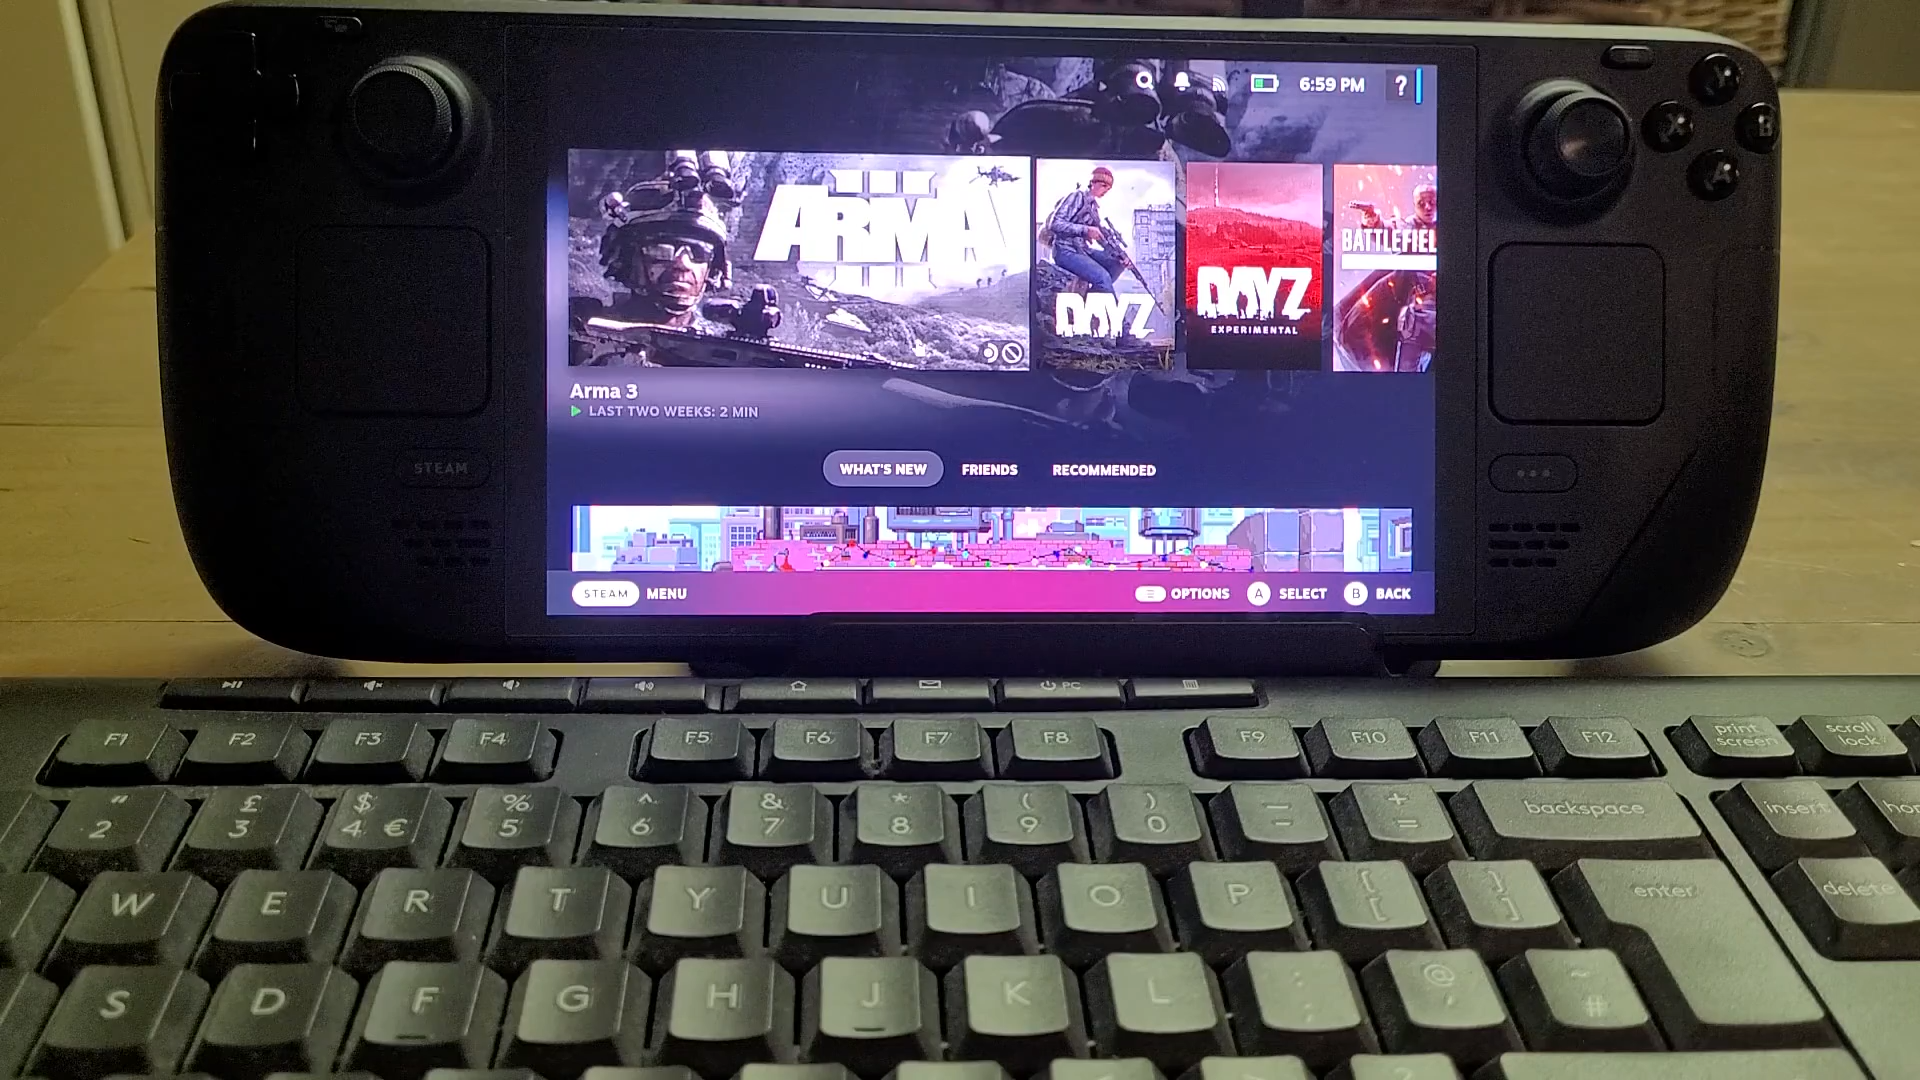 Y
X
B
A
6:59 PM
?
ARMA
III
DAYZ
DAYZ
EXPERIMENTAL
BATTLEFIEL
Arma 3
LAST TWO WEEKS: 2 MIN
STEAM
WHAT'S NEW
FRIENDS
RECOMMENDED
STEAM MENU
OPTIONS
A SELECT
B BACK
PC
F1 F2 F3 F4 F5 F6 F7 F8 F9 F10 F11 F12
print screen
scroll lock
" 2 £ 3 $ 4 € % 5 ^ 6 & 7 * 8 ( 9 ) 0 _ - + = backspace
insert
W E R T Y U I O P { [ } ] enter
delete
S D F G H J K L : ; @ ' ~ #